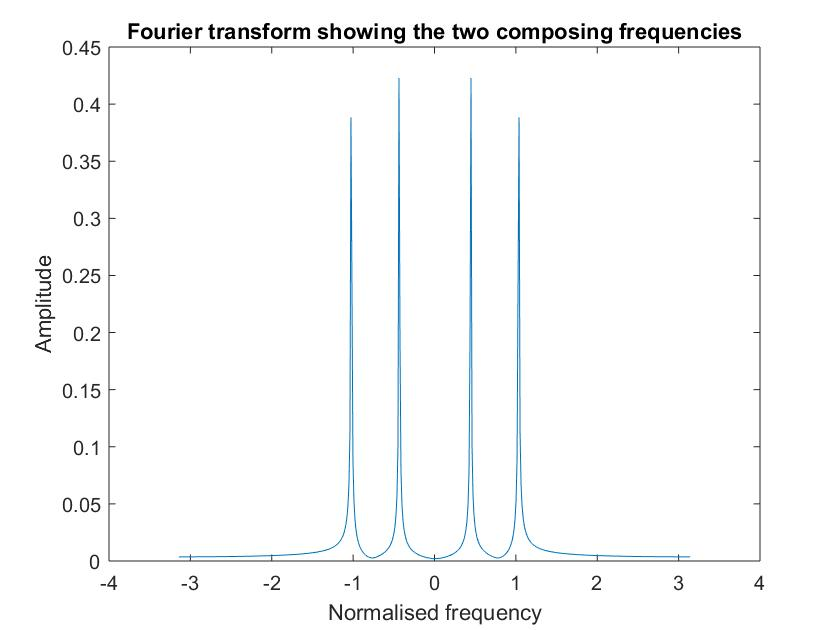 Fourier transform showing the two composing frequencies
0.45
0.4
0.35
0.3
0.25
0.2
0.15
0.1
0.05
0
Amplitude
-4 -3 -2 -1 0 1 2 3 4
Normalised frequency